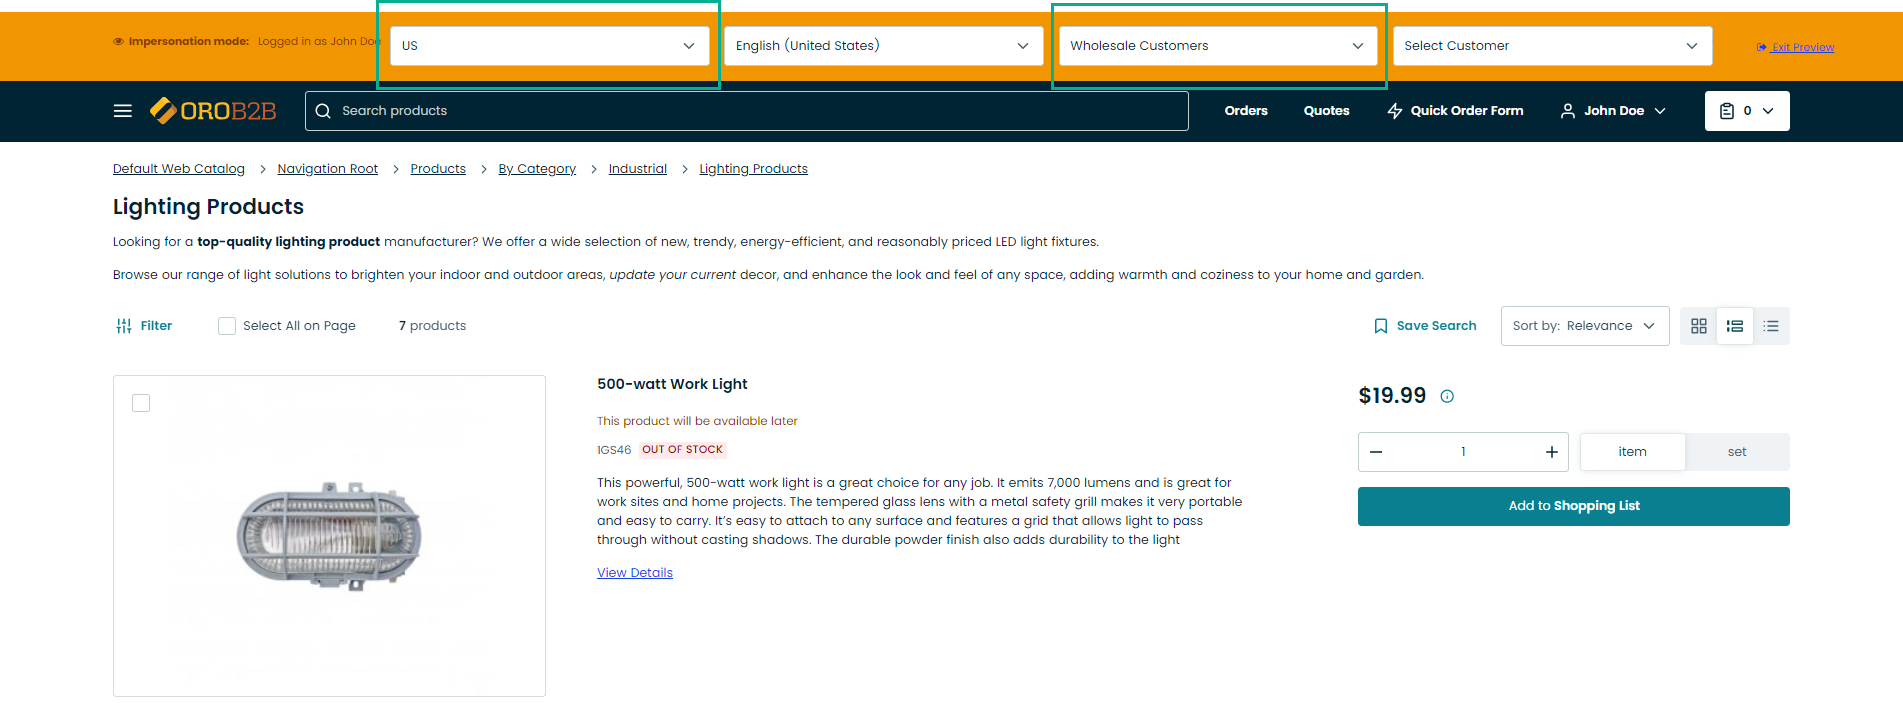 Impersonation mode: Logged in as John Doe
US
English (United States)
Wholesale Customers
Select Customer
Exit Preview
OROB2B
Search products
Orders
Quotes
Quick Order Form
John Doe
0
Default Web Catalog > Navigation Root > Products > By Category > Industrial > Lighting Products
Lighting Products
Looking for a top-quality lighting product manufacturer? We offer a wide selection of new, trendy, energy-efficient, and reasonably priced LED light fixtures.
Browse our range of light solutions to brighten your indoor and outdoor areas, update your current decor, and enhance the look and feel of any space, adding warmth and coziness to your home and garden.
Filter
Select All on Page
7 products
Save Search
Sort by: Relevance
500-watt Work Light
This product will be available later
1GS46 OUT OF STOCK
This powerful, 500-watt work light is a great choice for any job. It emits 7,000 lumens and is great for
work sites and home projects. The tempered glass lens with a metal safety grill makes it very portable
and easy to carry. It’s easy to attach to any surface and features a grid that allows light to pass
through without casting shadows. The durable powder finish also adds durability to the light
View Details
$19.99
1
item
set
Add to Shopping List